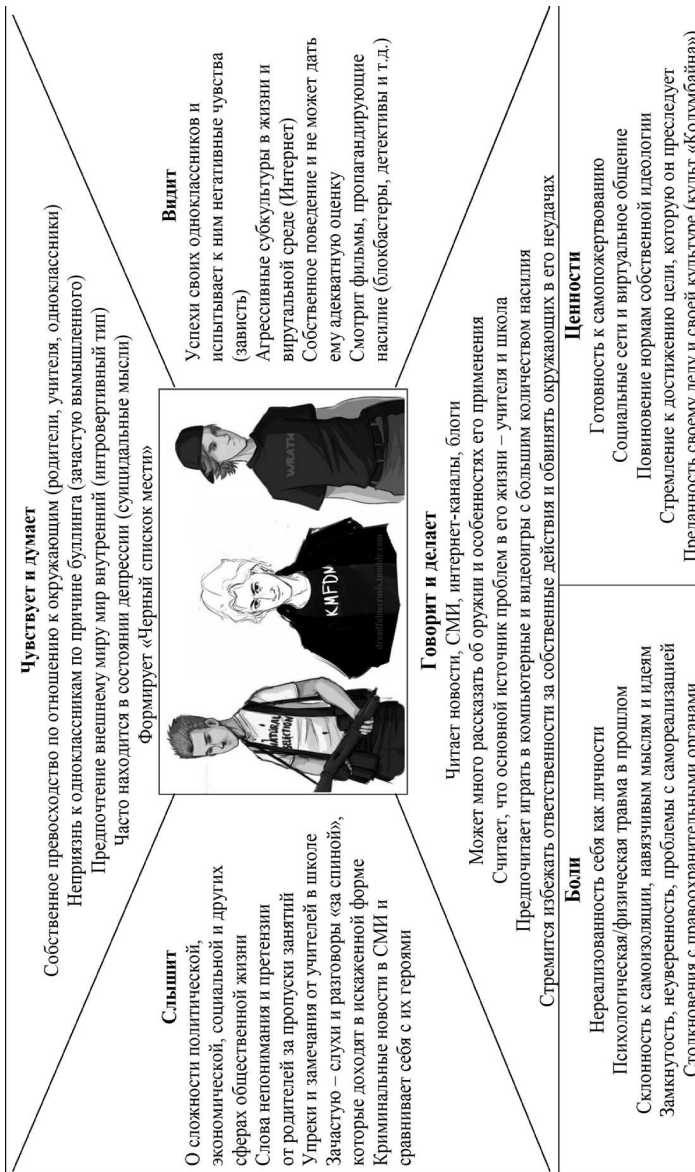 Чувствует и думает
Собственное превосходство по отношению к окружающим (родители, учителя, одноклассники)
Неприязнь к одноклассникам по причине буллинга (зачастую вымышленного)
Предпочтение внешнему миру мир внутренний (интровертивный тип)
Часто находится в состоянии депрессии (суицидальные мысли)
Формирует «Черный спискок мести»
Слышит
О сложности политической,
экономической, социальной и других
сферах общественной жизни
Слова непонимания и претензии
от родителей за пропуски занятий
Упреки и замечания от учителей в школе
Зачастую – слухи и разговоры «за спиной»,
которые доходят в искаженной форме
Криминальные новости в СМИ и
сравнивает себя с их героями
NATURAL
SELECTION
KMFDM
dreadfulsecrush.tumblr.com
WRATH
Видит
Успехи своих одноклассников и
испытывает к ним негативные чувства
(зависть)
Агрессивные субкультуры в жизни и
вирутальной среде (Интернет)
Собственное поведение и не может дать
ему адекватную оценку
Смотрит фильмы, пропагандирующие
насилие (блокбастеры, детективы и т.д.)
Говорит и делает
Читает новости, СМИ, интернет-каналы, блоги
Может много рассказать об оружии и особенностях его применения
Считает, что основной источник проблем в его жизни – учителя и школа
Предпочитает играть в компьютерные и видеоигры с большим количеством насилия
Стремится избежать ответственности за собственные действия и обвинять окружающих в его неудачах
Боли
Нереализованность себя как личности
Психологическая/физическая травма в прошлом
Склонность к самоизоляции, навязчивым мыслям и идеям
Замкнутость, неуверенность, проблемы с самореализацией
Столкновения с правоохранительными органами
Ценности
Готовность к самопожертвованию
Социальные сети и виртуальное общение
Повиновение нормам собственной идеологии
Стремление к достижению цели, которую он преследует
Преданность своему делу и своей культуре (культ «Колумбайна»)